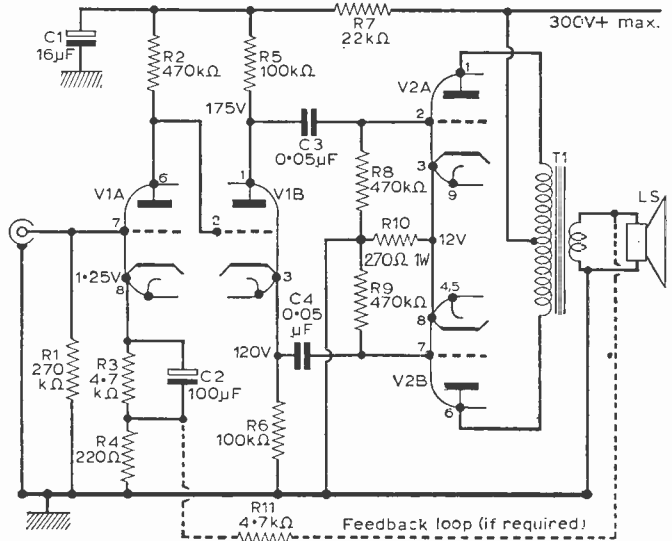 C1
16µF
R2
470kΩ
R5
100kΩ
R7
22kΩ
300V+ max.
175V
C3
0·05µF
V2A
1
2
3
9
T1
LS
V1A
6
7
8
1·25V
V1B
1
2
3
R8
470kΩ
R10
270Ω 1W
12V
R9
470kΩ
4,5
8
7
V2B
6
C4
0·05
µF
120V
R1
270
kΩ
R3
4·7
kΩ
C2
100µF
R4
220Ω
R6
100kΩ
R11
4·7kΩ
Feedback loop (if required)